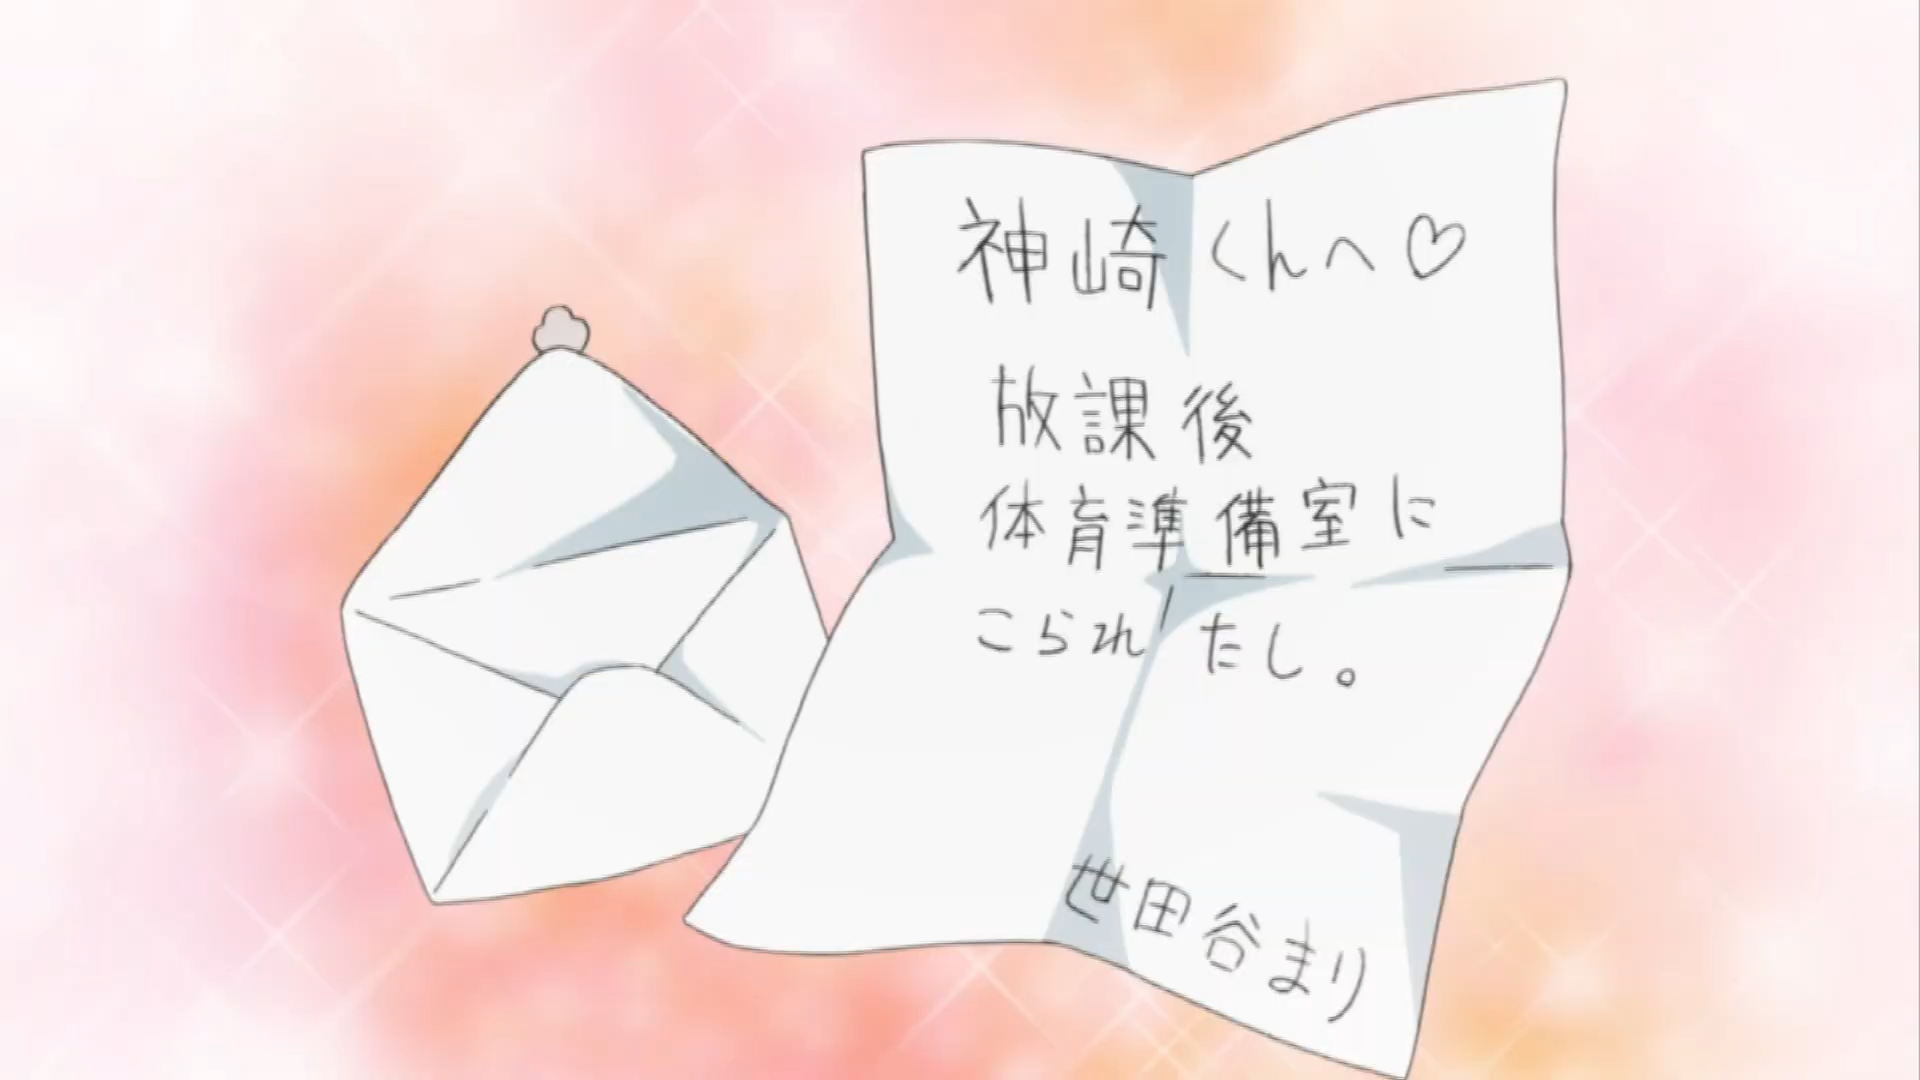 神崎くんへ♡
放課後
体育準備室に
こられたし。
世田谷まり